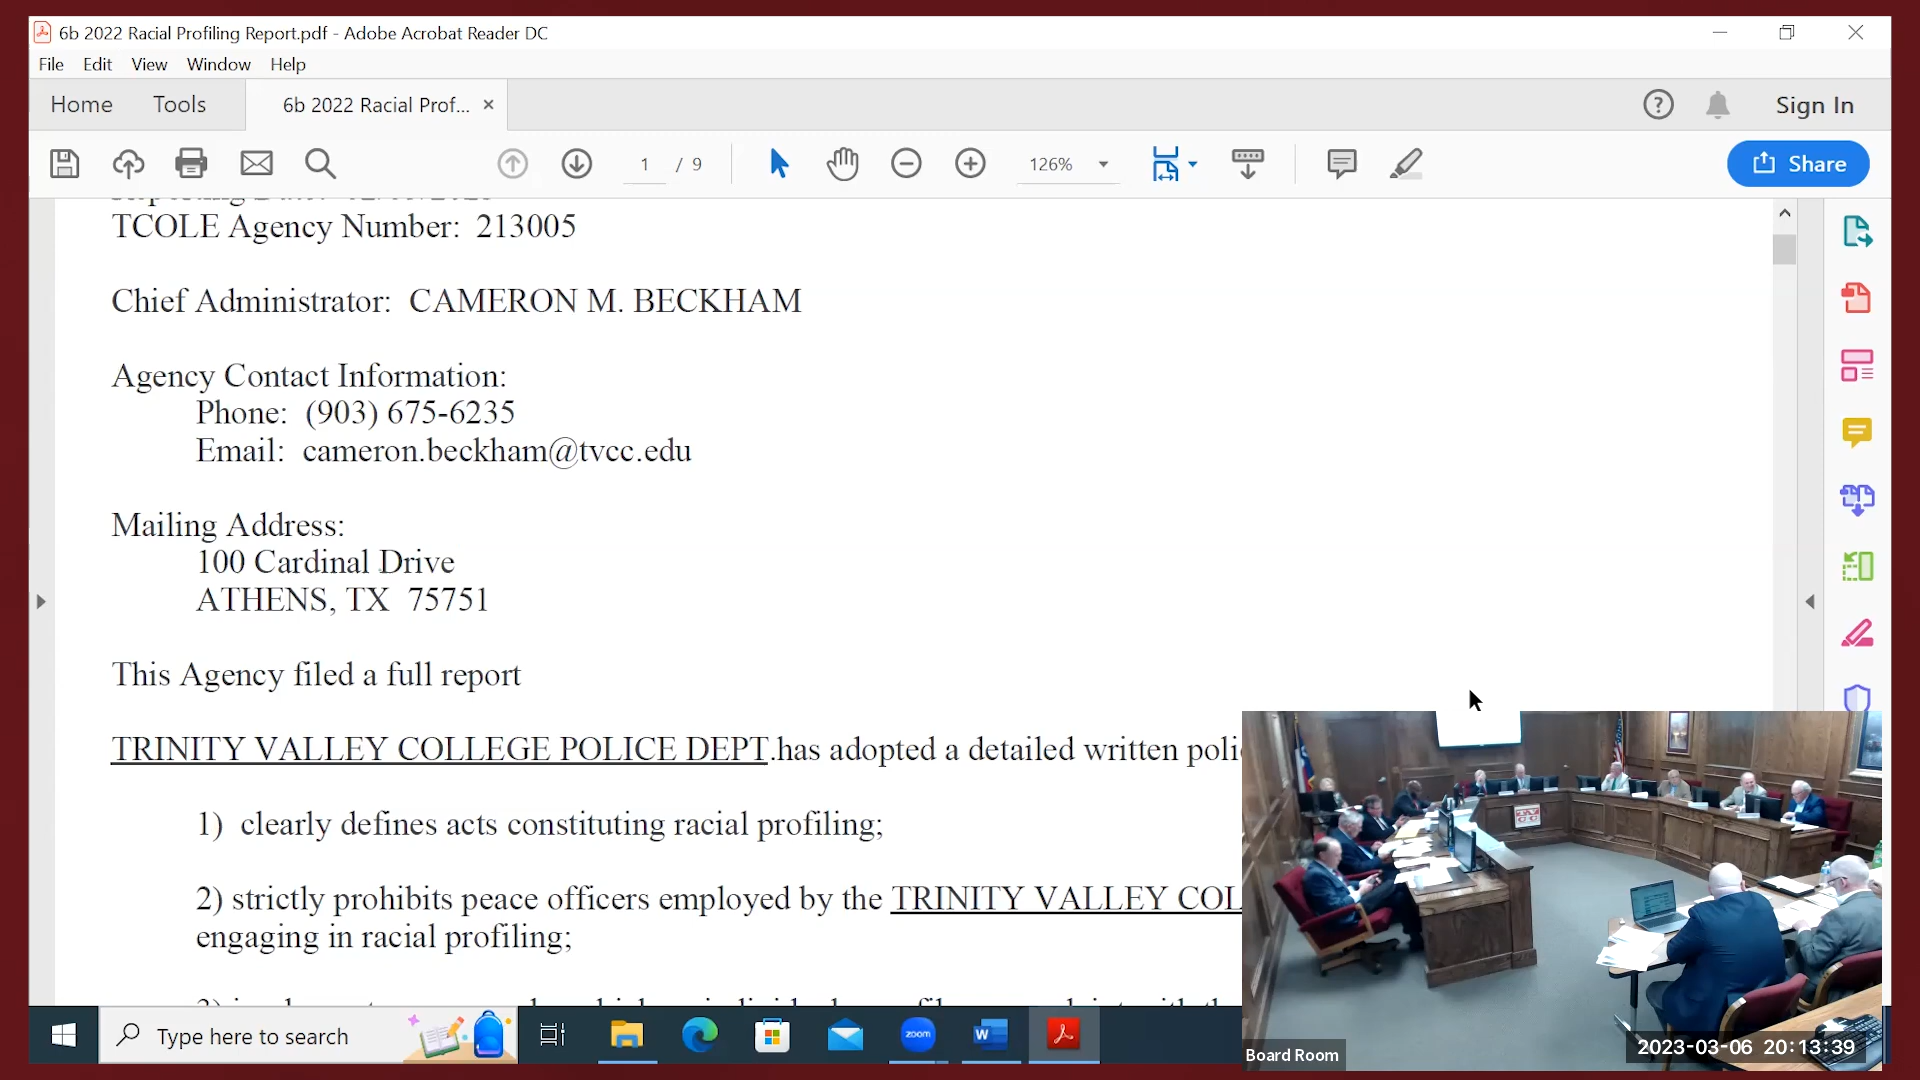 6b 2022 Racial Profiling Report.pdf - Adobe Acrobat Reader DC
File Edit View Window Help
Home Tools 6b 2022 Racial Prof... × Sign In
1 / 9 126% Share
TCOLE Agency Number: 213005
Chief Administrator: CAMERON M. BECKHAM
Agency Contact Information:
Phone: (903) 675-6235
Email: cameron.beckham@tvcc.edu
Mailing Address:
100 Cardinal Drive
ATHENS, TX 75751
This Agency filed a full report
TRINITY VALLEY COLLEGE POLICE DEPT.has adopted a detailed written poli
1) clearly defines acts constituting racial profiling;
2) strictly prohibits peace officers employed by the TRINITY VALLEY COL
engaging in racial profiling;
Type here to search
zoom
Board Room
2023-03-06 20:13:39